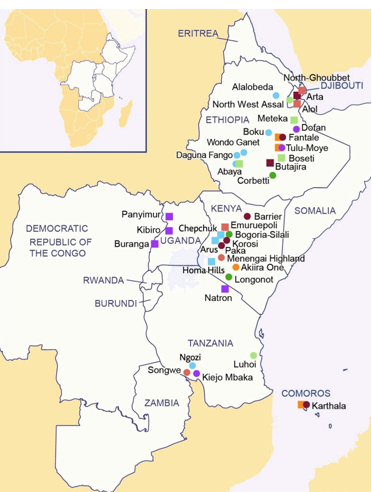 ERITREA
North-Ghoubbet
DJIBOUTI
Alalobeda
Arta
North West Assal
Alol
Meteka
ETHIOPIA
Dofan
Boku
Fantale
Wondo Ganet
Tulu-Moye
Daguna Fango
Boseti
Butajira
Abaya
Corbetti
KENYA
SOMALIA
Panyimur
Barrier
Chepchuk
Emuruepoli
Kibiro
Bogoria-Silali
DEMOCRATIC
REPUBLIC OF
THE CONGO
Buranga
UGANDA
Korosi
Arus
Paka
Menengai Highland
Homa Hills
Akiira One
RWANDA
Longonot
Natron
BURUNDI
TANZANIA
Ngozi
Luhoi
Songwe
Kiejo Mbaka
ZAMBIA
COMOROS
Karthala